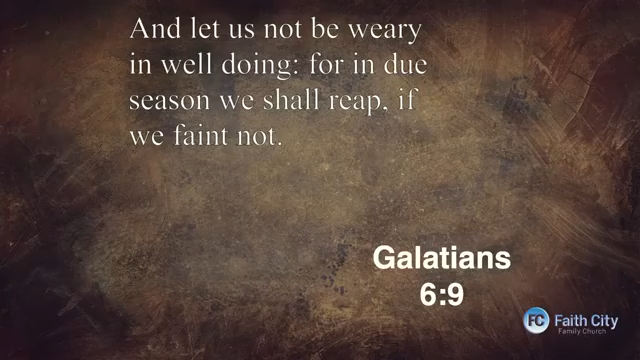 And let us not be weary
in well doing: for in due
season we shall reap, if
we faint not.
Galatians
6:9
FC Faith City
Family Church